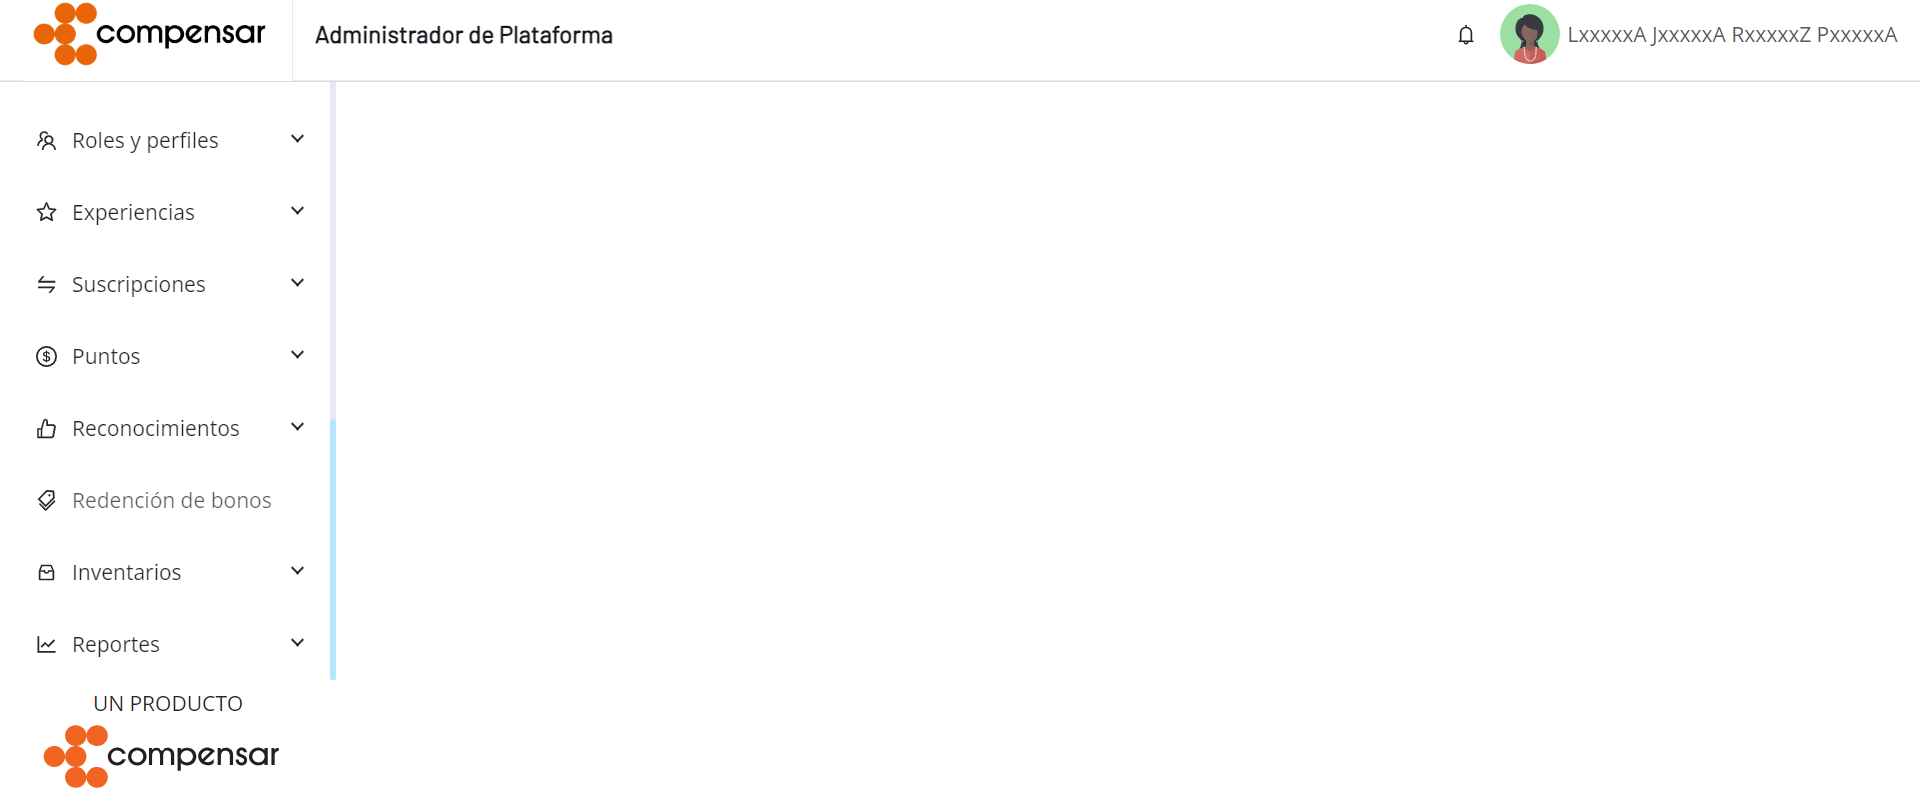 compensar
Administrador de Plataforma
LxxxxxA JxxxxxA RxxxxxZ PxxxxxA
Roles y perfiles
Experiencias
Suscripciones
Puntos
Reconocimientos
Redención de bonos
Inventarios
Reportes
UN PRODUCTO
compensar